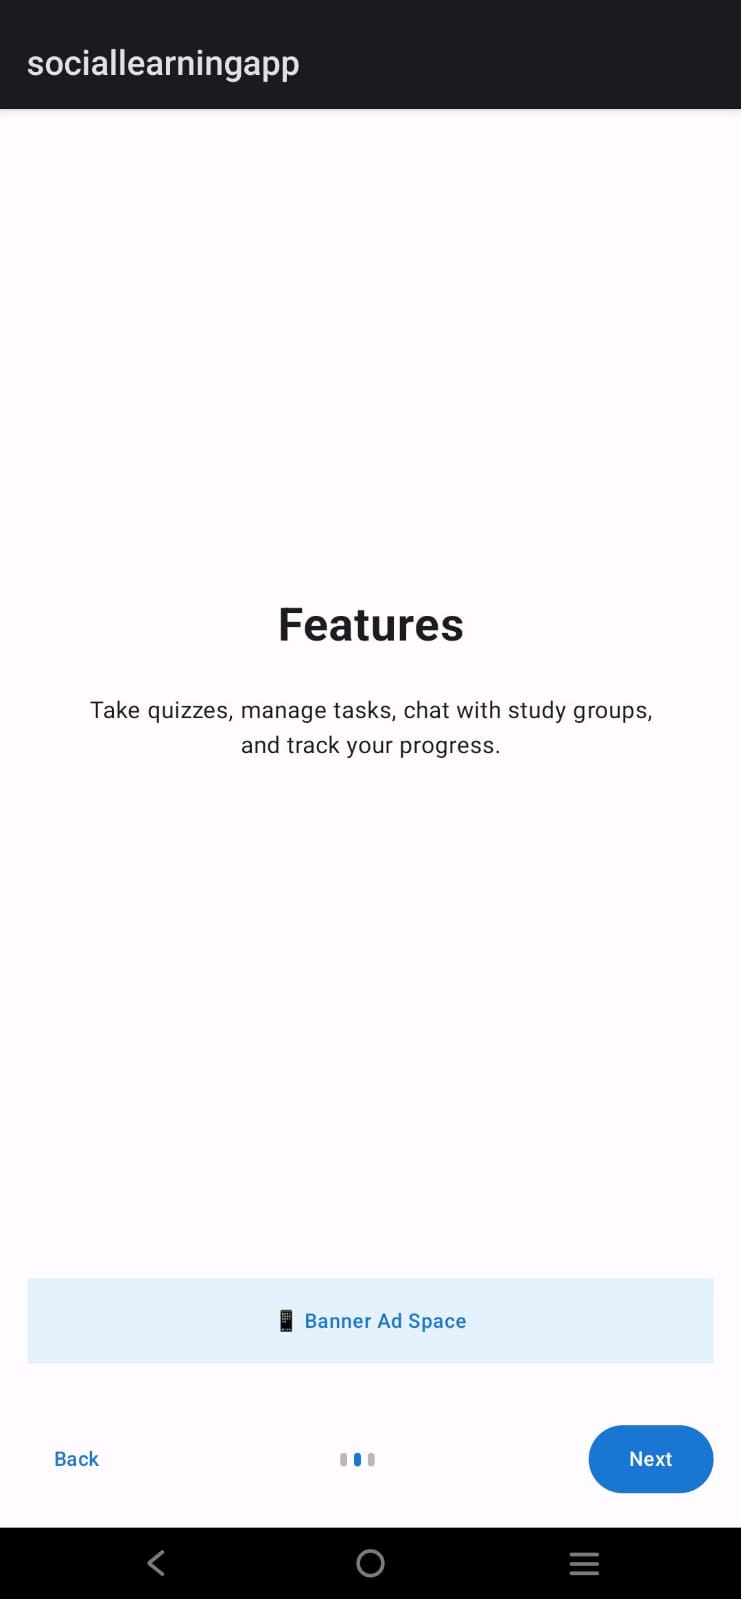 sociallearningapp
Features
Take quizzes, manage tasks, chat with study groups,
and track your progress.
📱 Banner Ad Space
Back
Next